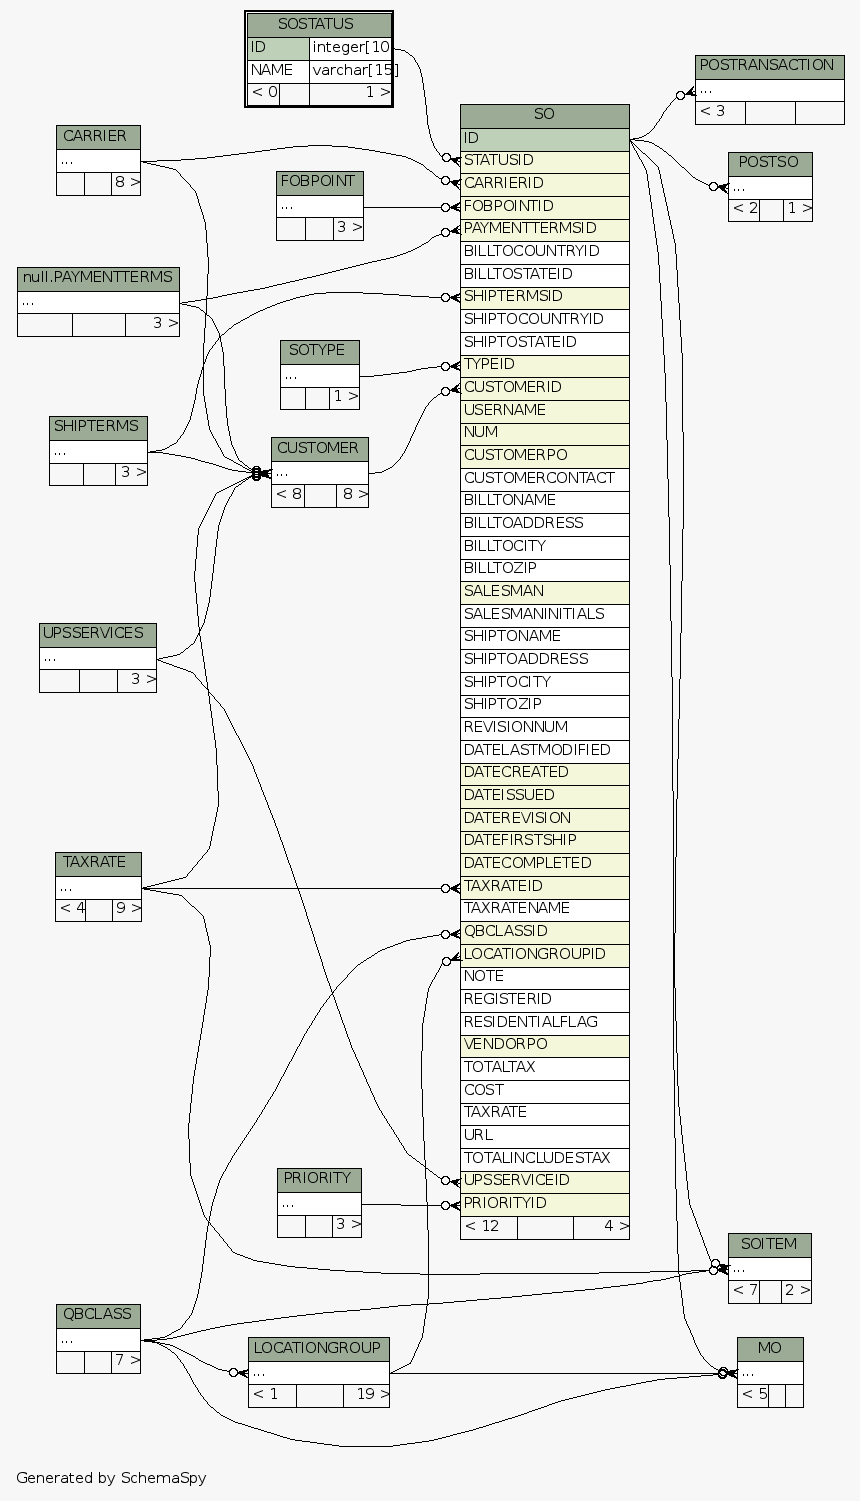 SOSTATUS
ID integer[10
NAME varchar[15]
< 0 1 >
POSTRANSACTION
...
< 3
SO
ID
STATUSID
CARRIERID
FOBPOINTID
PAYMENTTERMSID
BILLTOCOUNTRYID
BILLTOSTATEID
SHIPTERMSID
SHIPTOCOUNTRYID
SHIPTOSTATEID
TYPEID
CUSTOMERID
USERNAME
NUM
CUSTOMERPO
CUSTOMERCONTACT
BILLTONAME
BILLTOADDRESS
BILLTOCITY
BILLTOZIP
SALESMAN
SALESMANINITIALS
SHIPTONAME
SHIPTOADDRESS
SHIPTOCITY
SHIPTOZIP
REVISIONNUM
DATELASTMODIFIED
DATECREATED
DATEISSUED
DATEREVISION
DATEFIRSTSHIP
DATECOMPLETED
TAXRATEID
TAXRATENAME
QBCLASSID
LOCATIONGROUPID
NOTE
REGISTERID
RESIDENTIALFLAG
VENDORPO
TOTALTAX
COST
TAXRATE
URL
TOTALINCLUDESTAX
UPSSERVICEID
PRIORITYID
< 12 4 >
CARRIER
...
8 >
POSTSO
...
< 2 1 >
FOBPOINT
...
3 >
null.PAYMENTTERMS
...
3 >
SOTYPE
...
1 >
SHIPTERMS
...
3 >
CUSTOMER
...
< 8 8 >
UPSSERVICES
...
3 >
TAXRATE
...
< 4 9 >
PRIORITY
...
3 >
SOITEM
...
< 7 2 >
QBCLASS
...
7 >
LOCATIONGROUP
...
< 1 19 >
MO
...
< 5
Generated by SchemaSpy